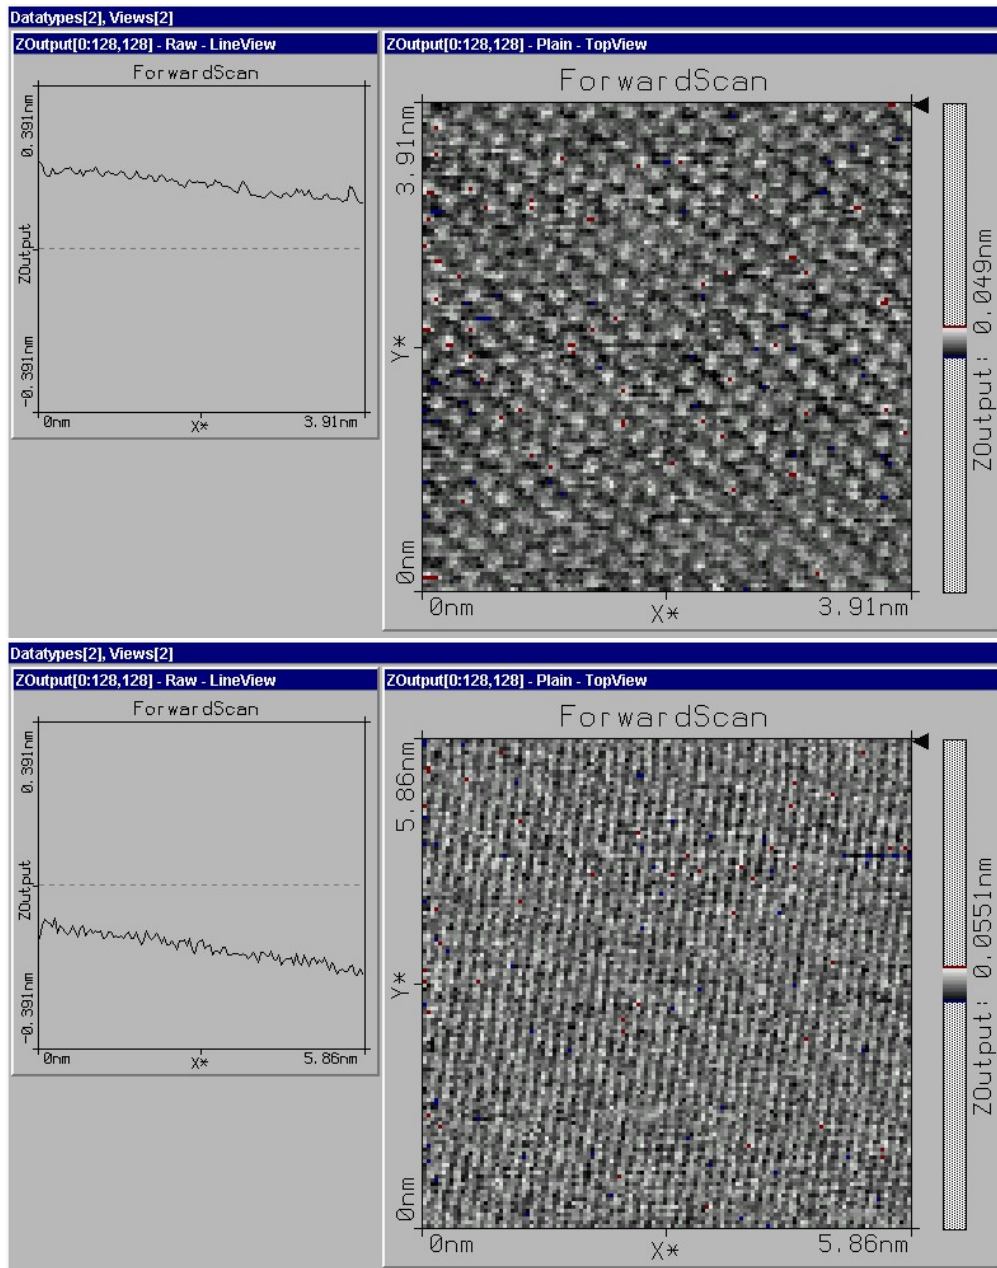 Datatypes[2], Views[2]
ZOutput[0:128,128] - Raw - LineView
ForwardScan
0.391nm
ZOutput
-0.391nm
0nm
X*
3.91nm
ZOutput[0:128,128] - Plain - TopView
ForwardScan
3.91nm
Y*
0nm
0nm
X*
3.91nm
ZOutput: 0.049nm
Datatypes[2], Views[2]
ZOutput[0:128,128] - Raw - LineView
ForwardScan
0.391nm
ZOutput
-0.391nm
0nm
X*
5.86nm
ZOutput[0:128,128] - Plain - TopView
ForwardScan
5.86nm
Y*
0nm
0nm
X*
5.86nm
ZOutput: 0.0551nm